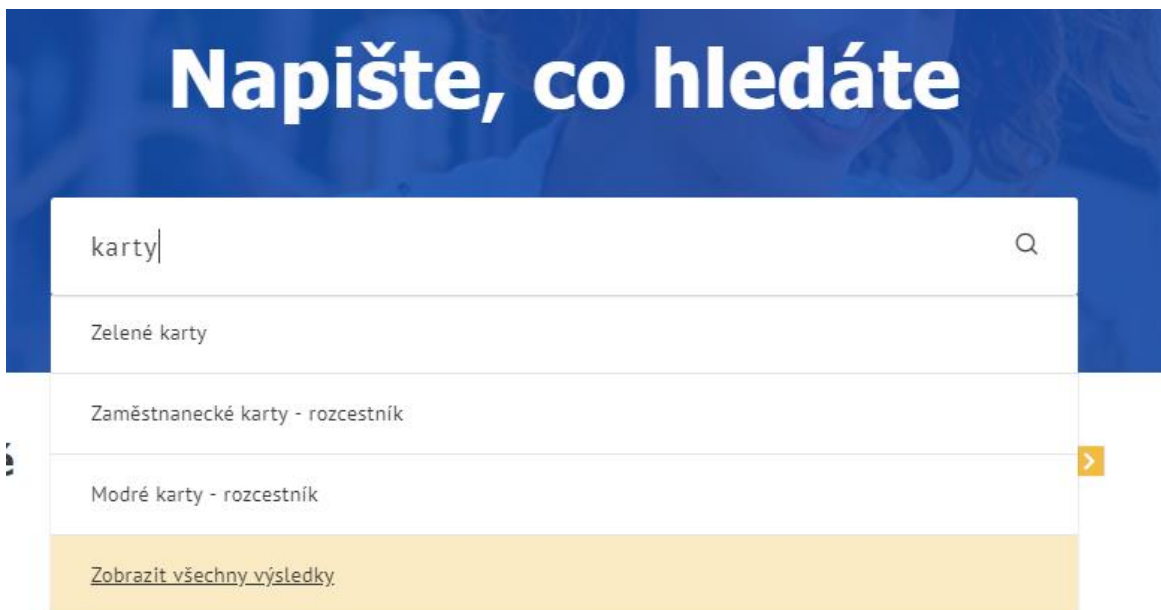 Napište, co hledáte
karty
Zelené karty
Zaměstnanecké karty - rozcestník
Modré karty - rozcestník
Zobrazit všechny výsledky